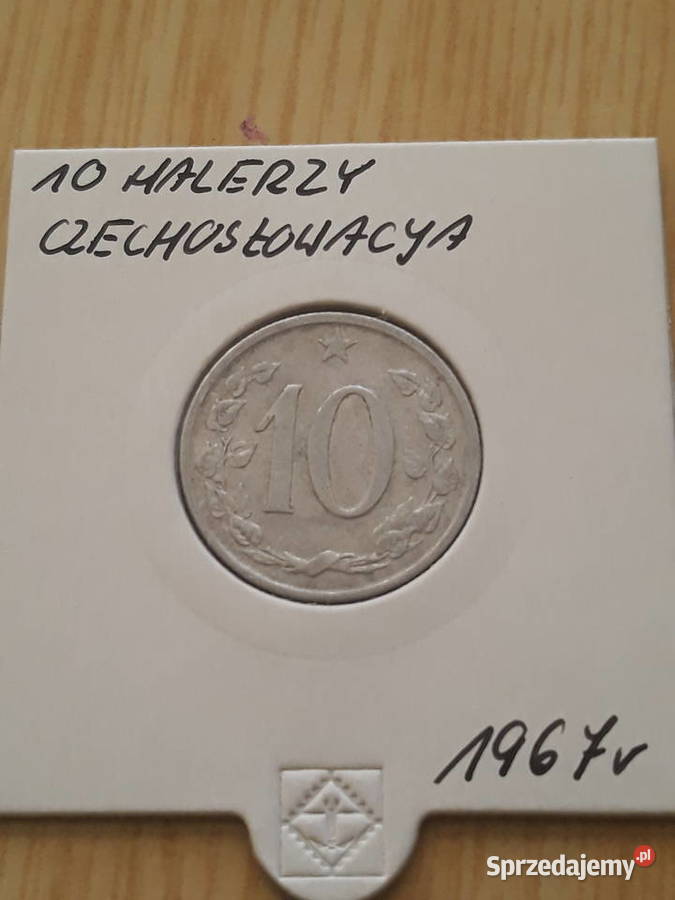 10 HALERZY
CZECHOSŁOWACYA
10
1967r
Sprzedajemy.pl